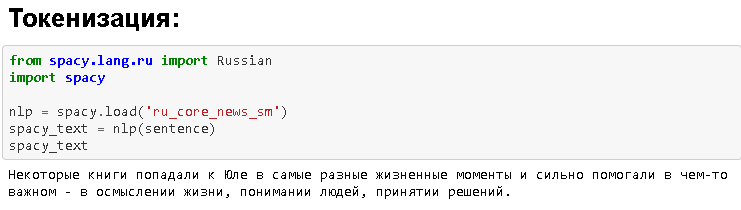 Токенизация:
from spacy.lang.ru import Russian
import spacy
nlp = spacy.load('ru_core_news_sm')
spacy_text = nlp(sentence)
spacy_text
Некоторые книги попадали к Юле в самые разные жизненные моменты и сильно помогали в чем-то
важном - в осмыслении жизни, понимании людей, принятии решений.